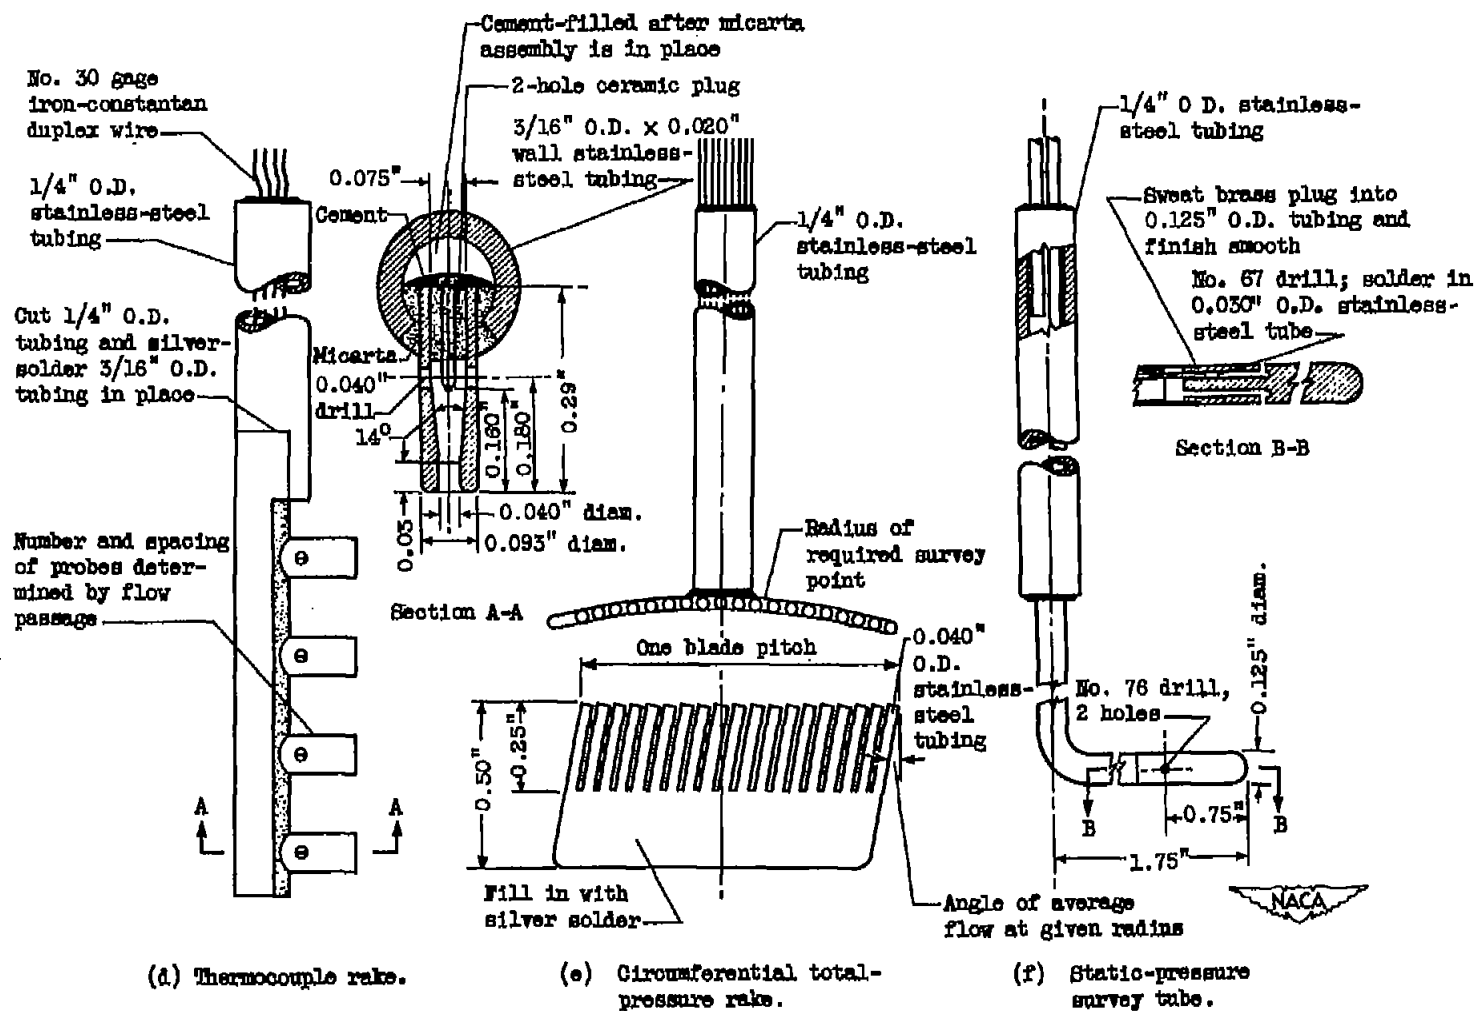 No. 30 gage
iron-constantan
duplex wire
1/4" O.D.
stainless-steel
tubing
Cut 1/4" O.D.
tubing and silver-
solder 3/16" O.D.
tubing in place
Number and spacing
of probes deter-
mined by flow
passage
A
A
(d) Thermocouple rake.
Cement-filled after micarta
assembly is in place
2-hole ceramic plug
3/16" O.D. x 0.020"
wall stainless-
steel tubing
0.075"
Cement
Micarta
0.040"
drill
14°
0.160"
0.180"
0.29"
0.03
0.040" diam.
0.093" diam.
Section A-A
1/4" O.D.
stainless-steel
tubing
Radius of
required survey
point
One blade pitch
0.040"
O.D.
stainless-
steel
tubing
0.50"
0.25"
Fill in with
silver solder
Angle of average
flow at given radius
(e) Circumferential total-
pressure rake.
1/4" O D. stainless-
steel tubing
Sweat brass plug into
0.125" O.D. tubing and
finish smooth
No. 67 drill; solder in
0.030" O.D. stainless-
steel tube
Section B-B
No. 76 drill,
2 holes
0.125" diam.
B
B
0.75"
1.75"
NACA
(f) Static-pressure
survey tube.